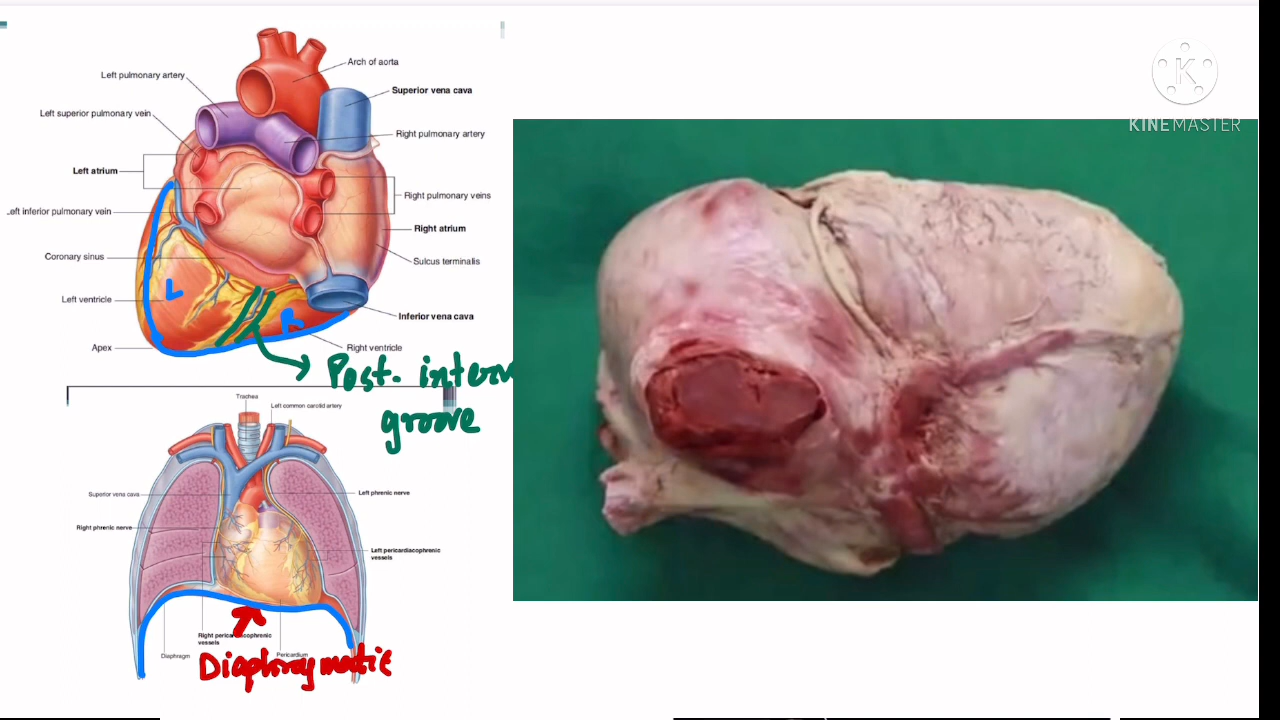 Arch of aorta
Left pulmonary artery
Superior vena cava
Left superior pulmonary vein
Right pulmonary artery
Left atrium
Right pulmonary veins
eft inferior pulmonary vein
Right atrium
Coronary sinus
Sulcus terminalis
L
Left ventricle
R
Inferior vena cava
Apex
Right ventricle
Post. interv
groove
Trachea
Left common carotid artery
Superior vena cava
Left phrenic nerve
Right phrenic nerve
Left pericardiacophrenic
vessels
Right pericardiacophrenic
vessels
Diaphragm
Pericardium
Diaphragmatic
K
KINEMASTER